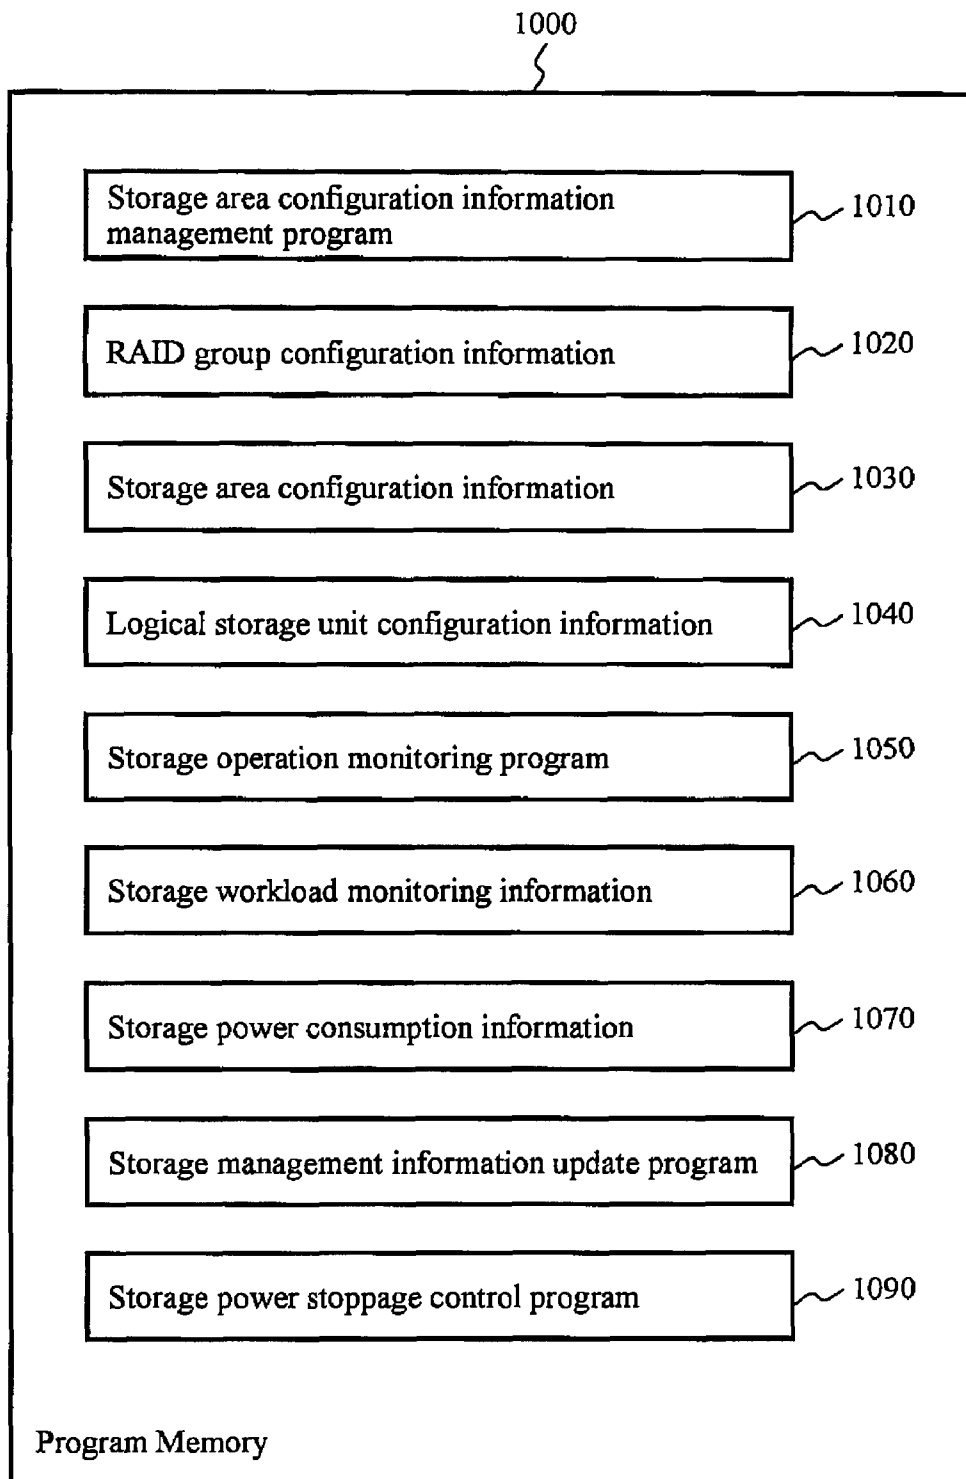 1000
Storage area configuration information
management program
1010
RAID group configuration information
1020
Storage area configuration information
1030
Logical storage unit configuration information
1040
Storage operation monitoring program
1050
Storage workload monitoring information
1060
Storage power consumption information
1070
Storage management information update program
1080
Storage power stoppage control program
1090
Program Memory